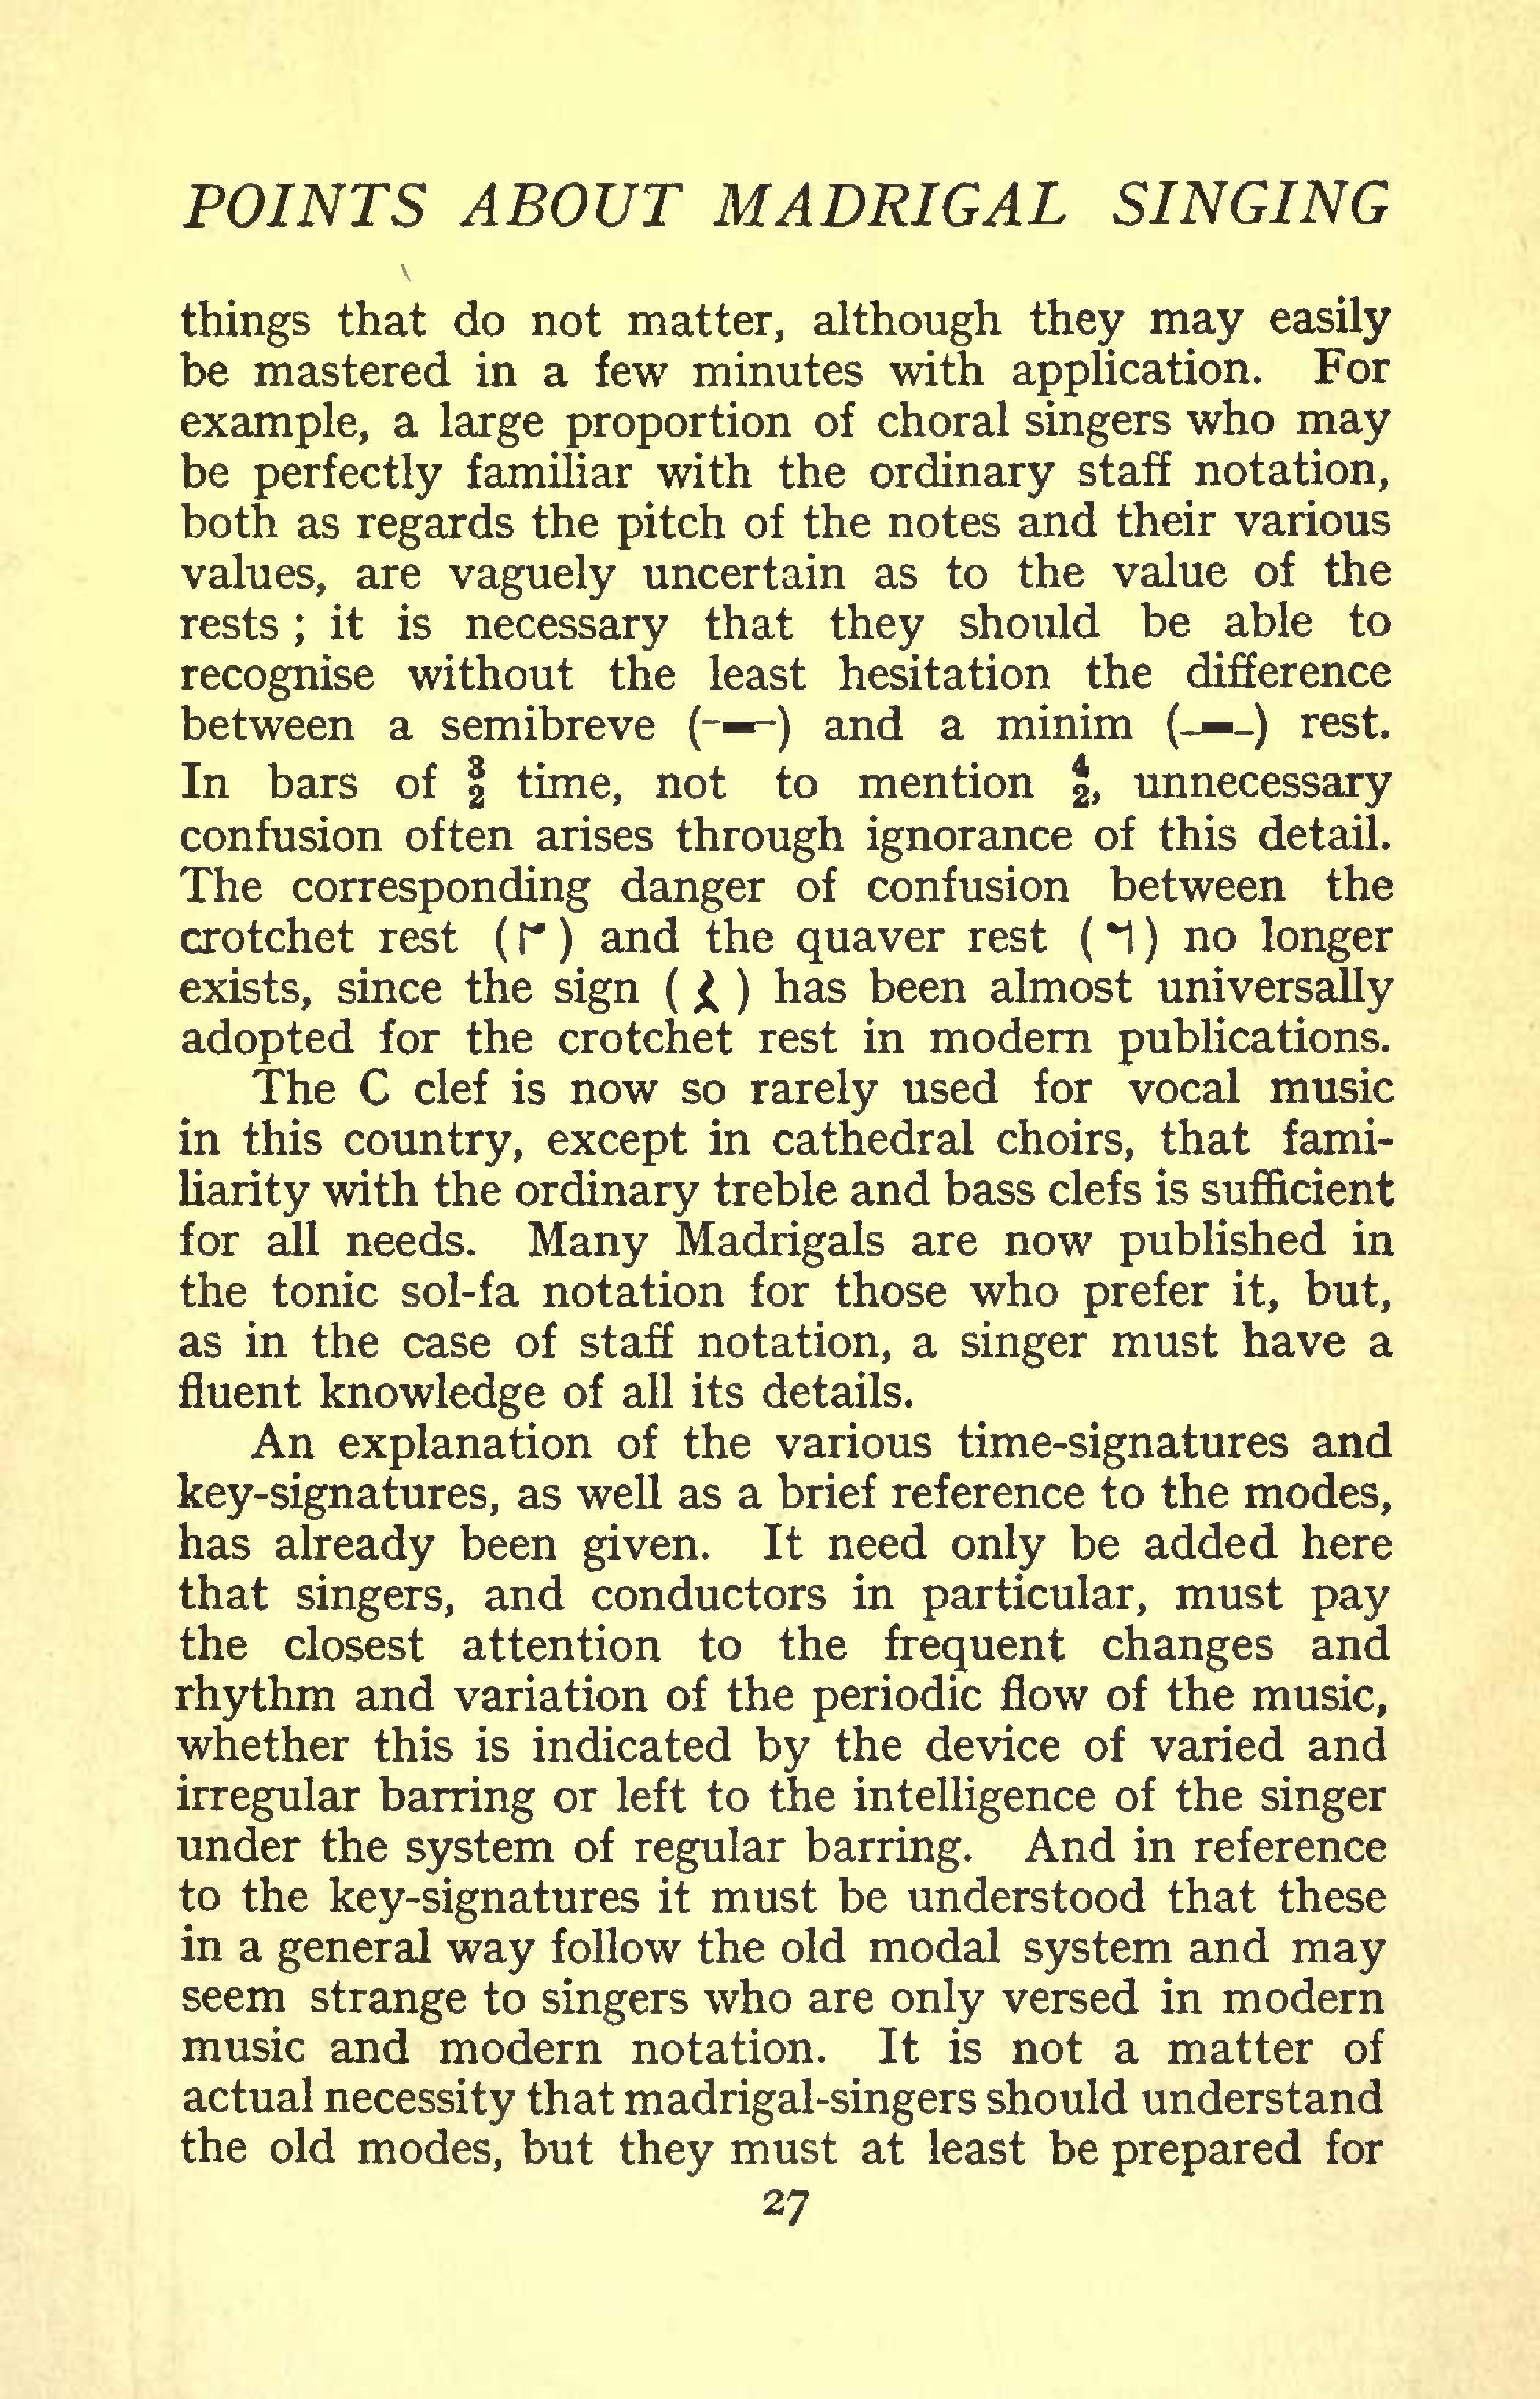 POINTS ABOUT MADRIGAL SINGING
things that do not matter, although they may easily
be mastered in a few minutes with application. For
example, a large proportion of choral singers who may
be perfectly familiar with the ordinary staff notation,
both as regards the pitch of the notes and their various
values, are vaguely uncertain as to the value of the
rests ; it is necessary that they should be able to
recognise without the least hesitation the difference
between a semibreve (𝄻) and a minim (𝄼) rest.
In bars of 3/2 time, not to mention 4/2, unnecessary
confusion often arises through ignorance of this detail.
The corresponding danger of confusion between the
crotchet rest (𝄾) and the quaver rest (𝄾) no longer
exists, since the sign (𝄽) has been almost universally
adopted for the crotchet rest in modern publications.
The C clef is now so rarely used for vocal music
in this country, except in cathedral choirs, that fami-
liarity with the ordinary treble and bass clefs is sufficient
for all needs. Many Madrigals are now published in
the tonic sol-fa notation for those who prefer it, but,
as in the case of staff notation, a singer must have a
fluent knowledge of all its details.
An explanation of the various time-signatures and
key-signatures, as well as a brief reference to the modes,
has already been given. It need only be added here
that singers, and conductors in particular, must pay
the closest attention to the frequent changes and
rhythm and variation of the periodic flow of the music,
whether this is indicated by the device of varied and
irregular barring or left to the intelligence of the singer
under the system of regular barring. And in reference
to the key-signatures it must be understood that these
in a general way follow the old modal system and may
seem strange to singers who are only versed in modern
music and modern notation. It is not a matter of
actual necessity that madrigal-singers should understand
the old modes, but they must at least be prepared for
27